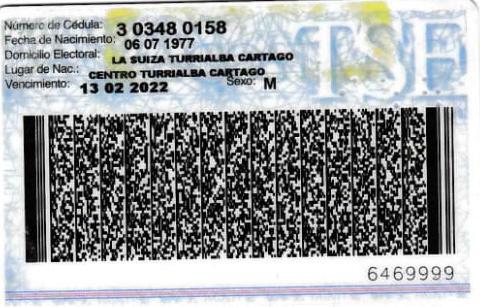 Número de Cédula: 3 0348 0158
Fecha de Nacimiento: 06 07 1977
Domicilio Electoral: LA SUIZA TURRIALBA CARTAGO
Lugar de Nac.: CENTRO TURRIALBA CARTAGO
Vencimiento: 13 02 2022 Sexo: M
TSE
6469999